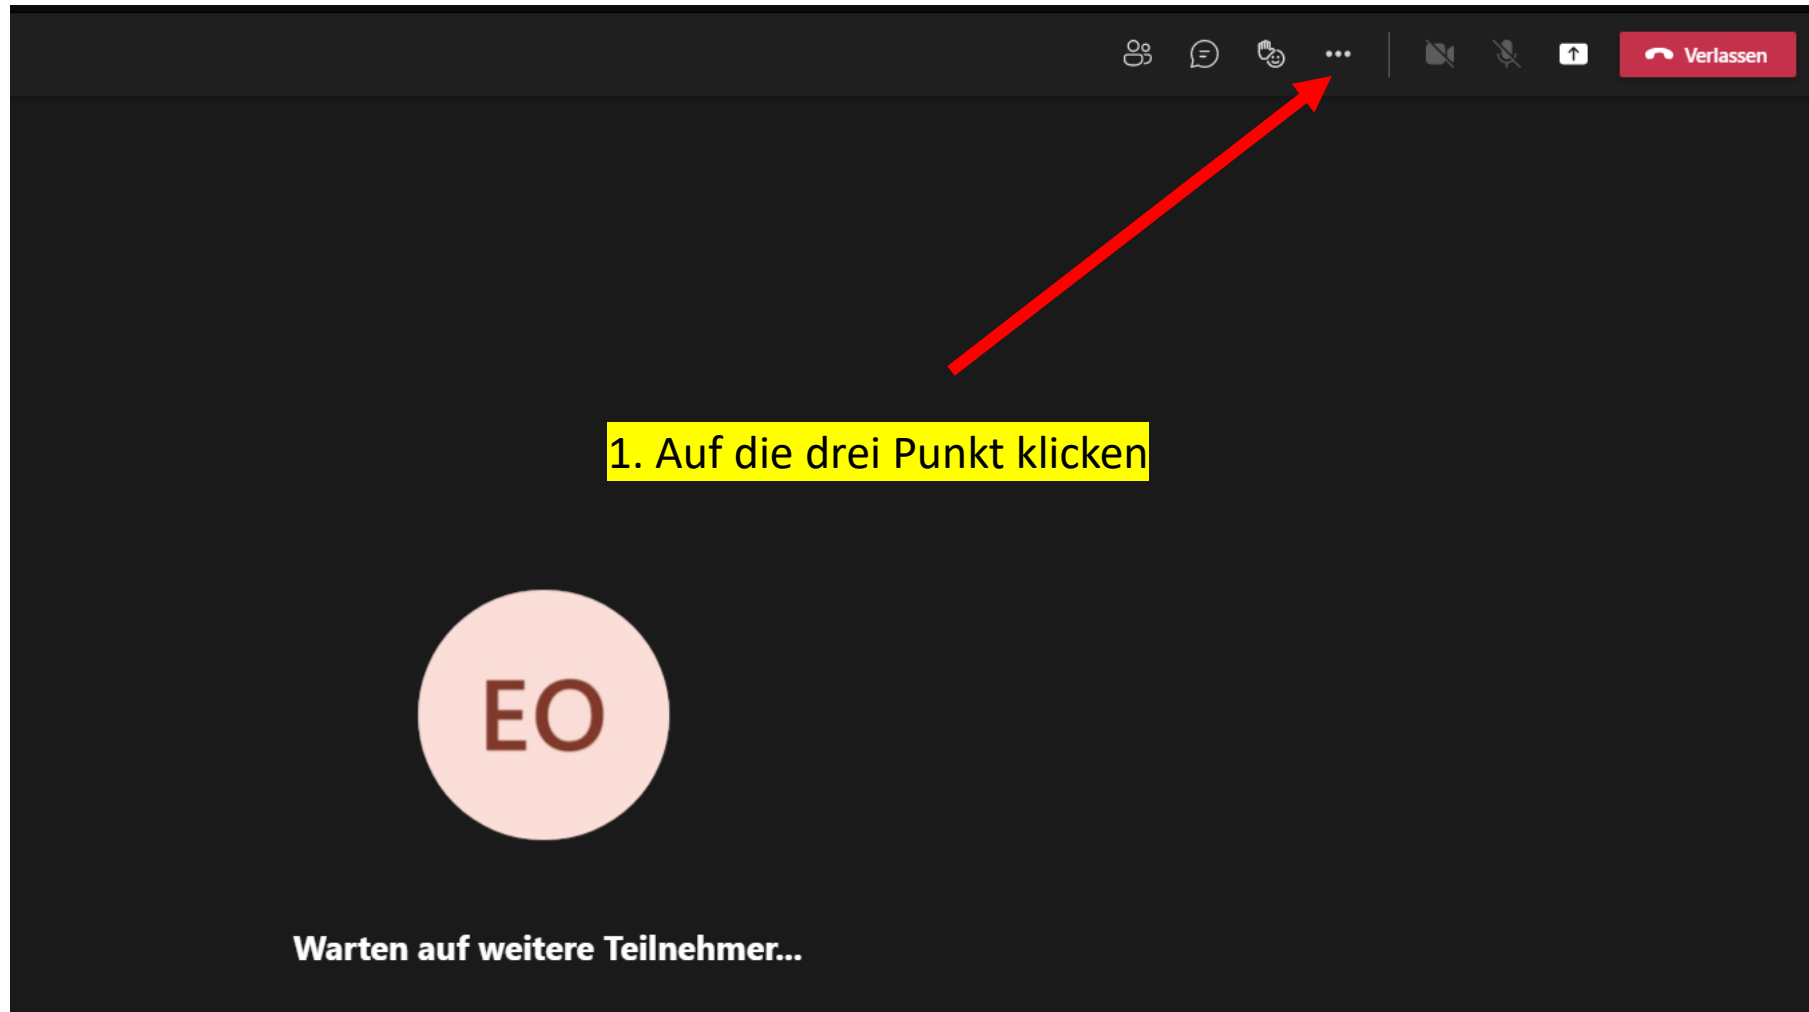 Verlassen
1. Auf die drei Punkt klicken
EO
Warten auf weitere Teilnehmer...